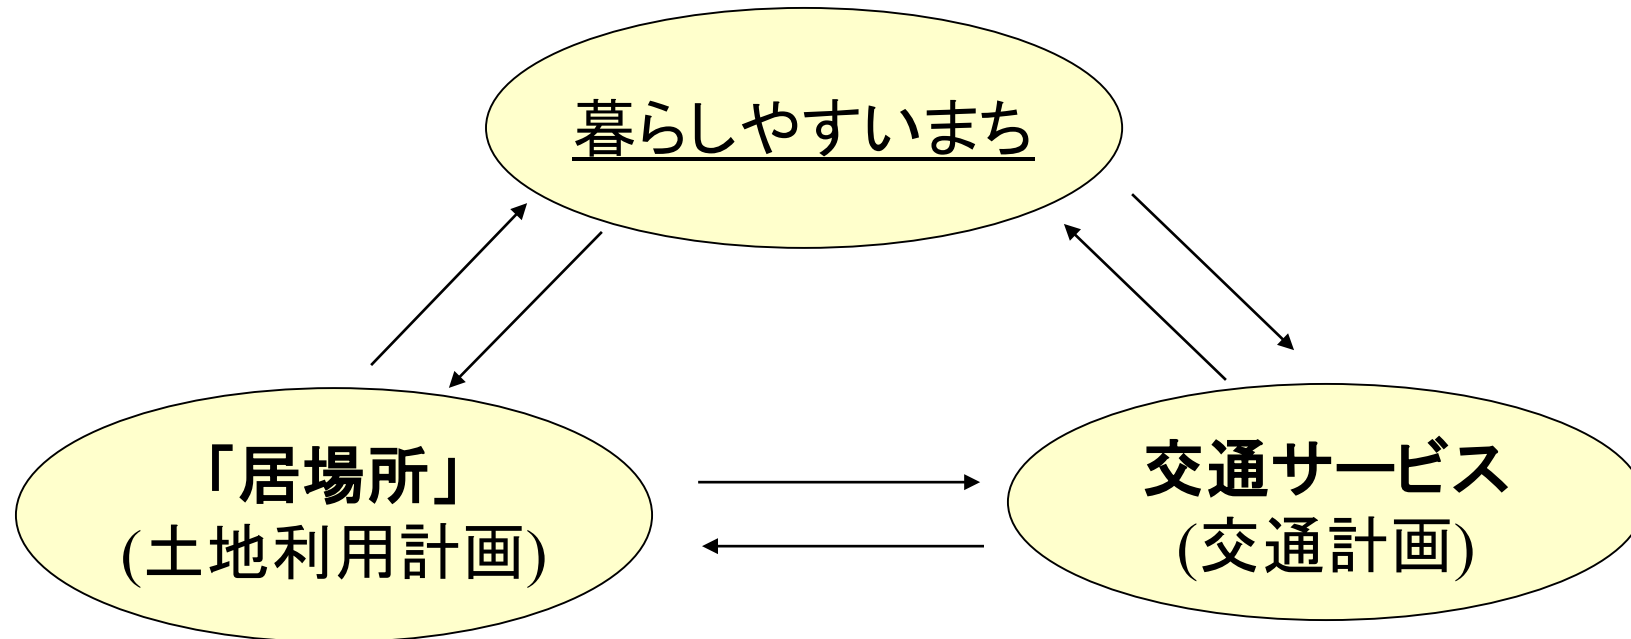 暮らしやすいまち
「居場所」
(土地利用計画)
交通サービス
(交通計画)